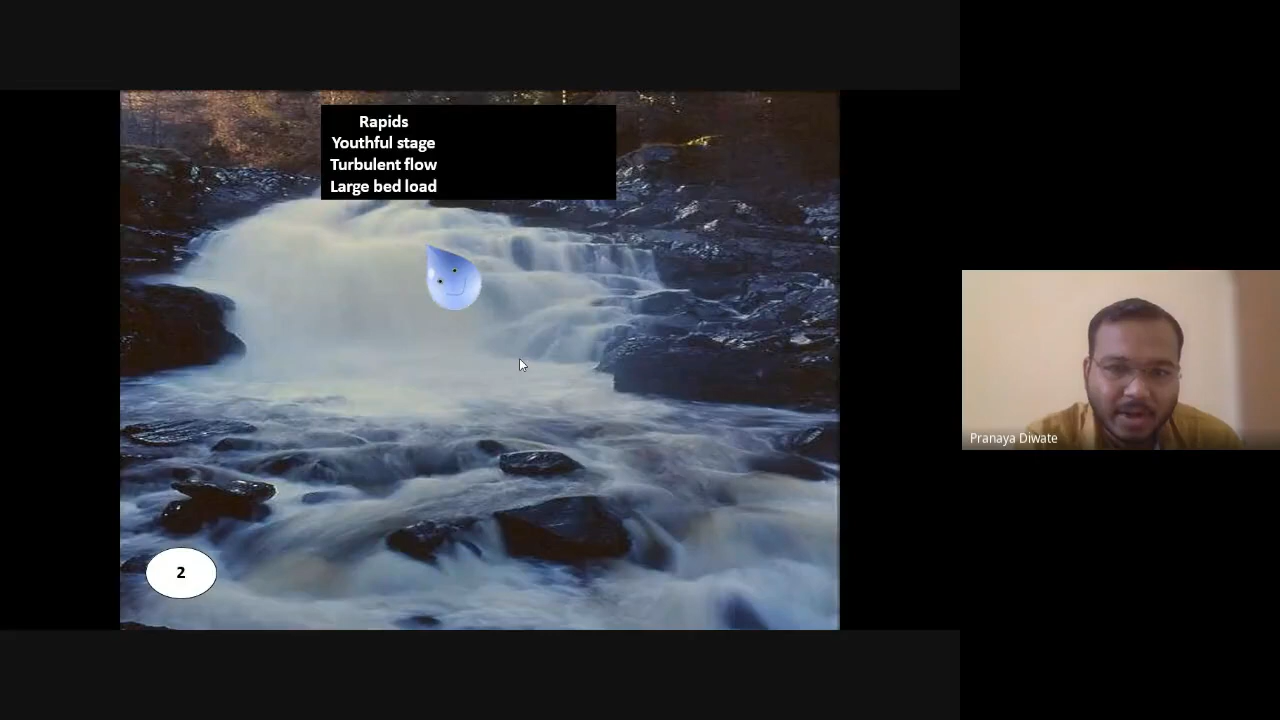 Rapids
Youthful stage
Turbulent flow
Large bed load
2
Pranaya Diwate